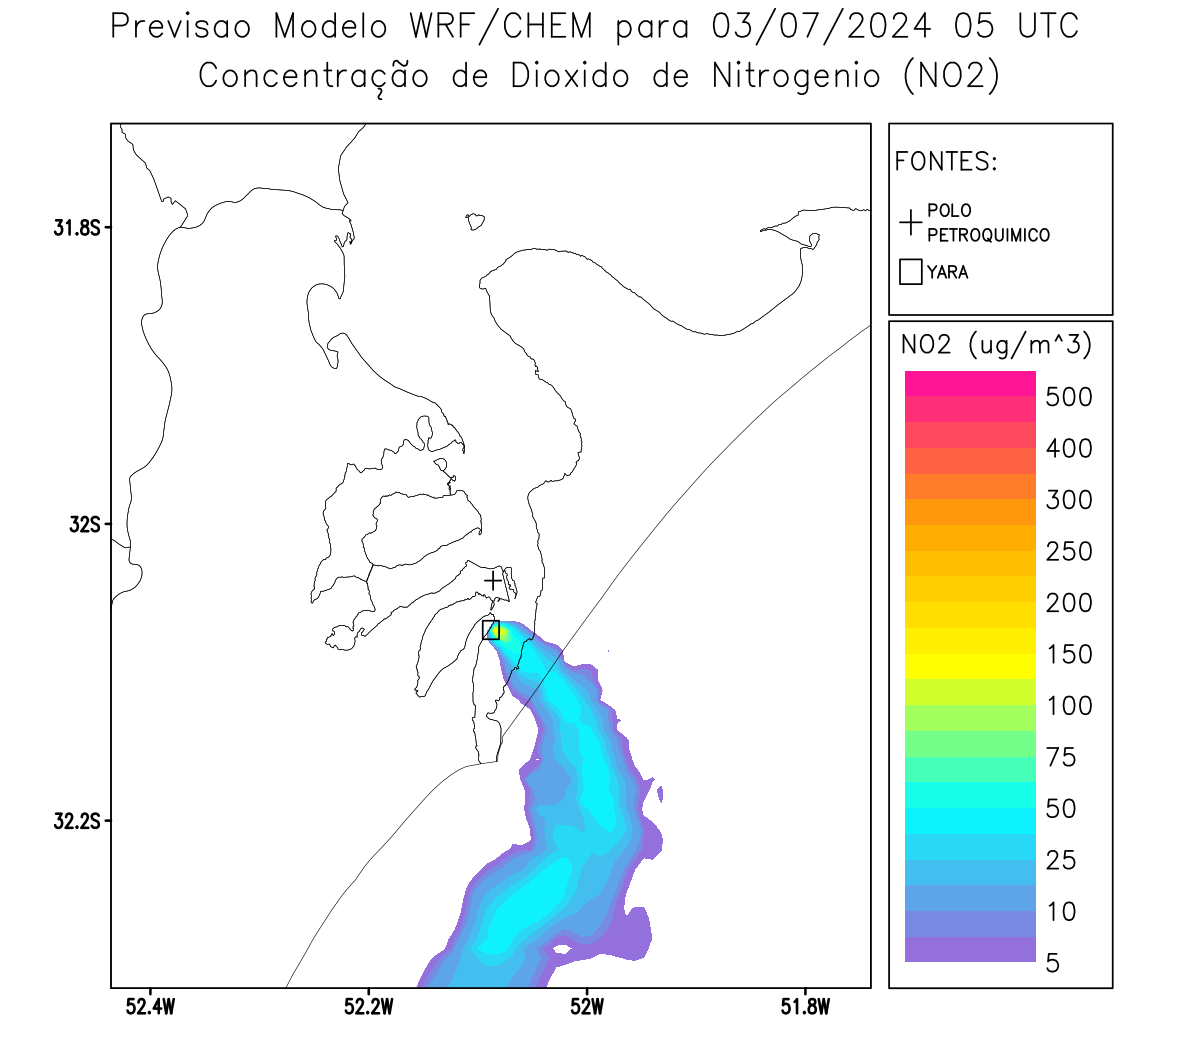 Previsao Modelo WRF/CHEM para 03/07/2024 05 UTC
Concentração de Dioxido de Nitrogenio (NO2)
FONTES:
POLO
PETROQUIMICO
YARA
31.8S
32S
32.2S
52.4W
52.2W
52W
51.8W
NO2 (ug/m^3)
500
400
300
250
200
150
100
75
50
25
10
5